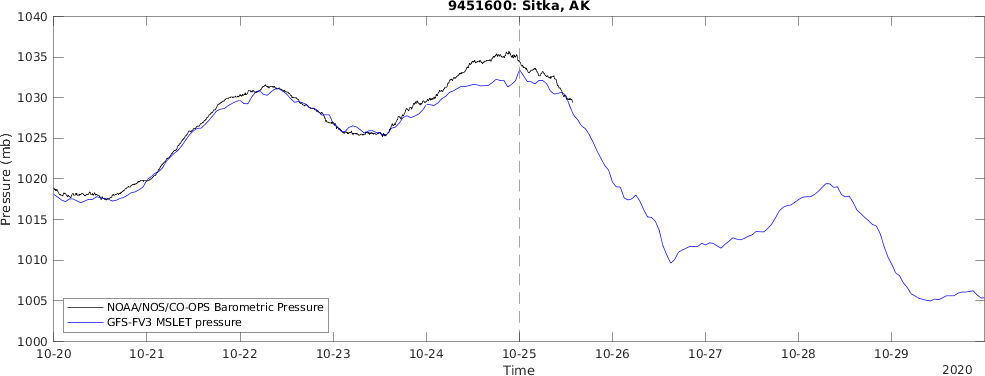 9451600: Sitka, AK
1040
1035
1030
1025
1020
1015
1010
1005
1000
Pressure (mb)
NOAA/NOS/CO-OPS Barometric Pressure
GFS-FV3 MSLET pressure
10-20 10-21 10-22 10-23 10-24 10-25 10-26 10-27 10-28 10-29
Time
2020